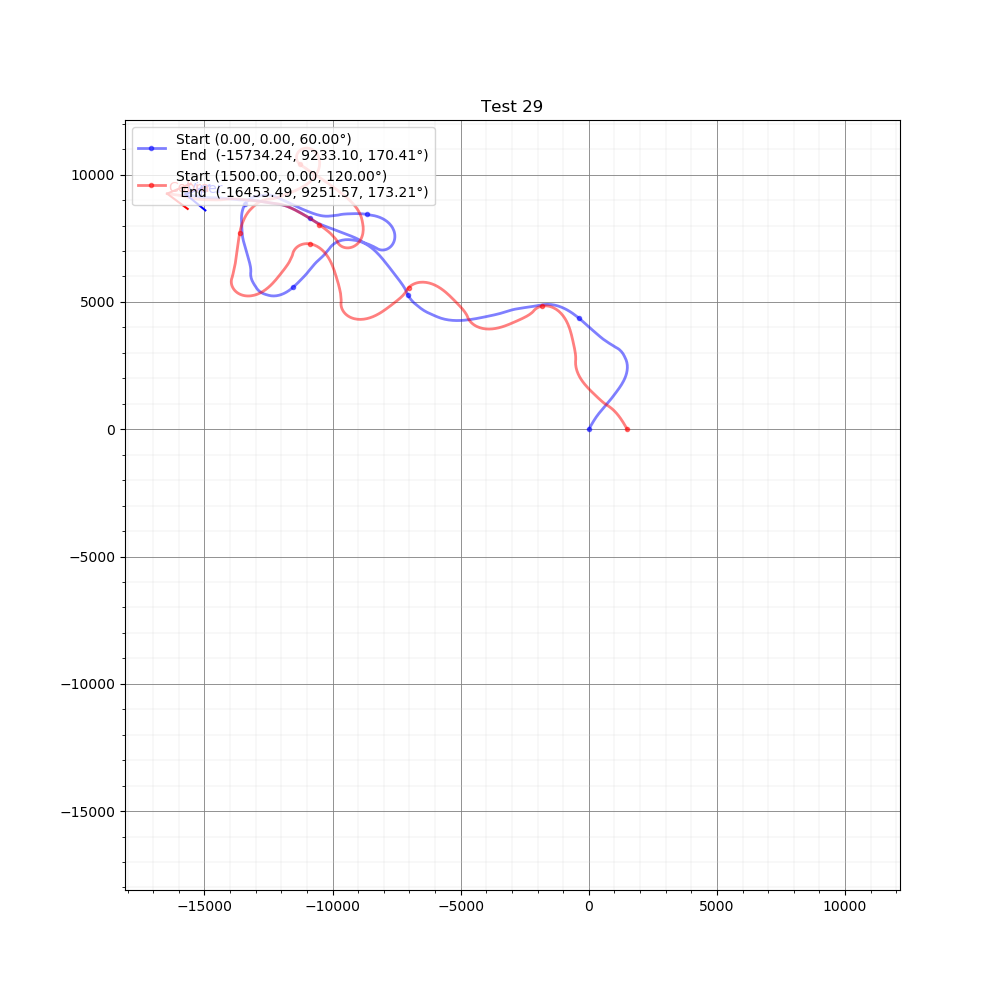 Test 29
Start (0.00, 0.00, 60.00°)
End (-15734.24, 9233.10, 170.41°)
Start (1500.00, 0.00, 120.00°)
End (-16453.49, 9251.57, 173.21°)
10000
5000
0
−5000
−10000
−15000
−15000 −10000 −5000 0 5000 10000